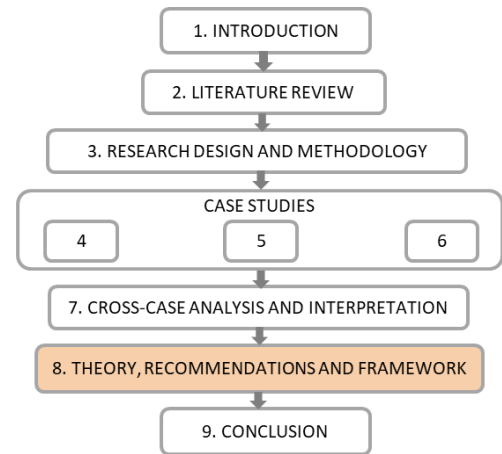 1. INTRODUCTION
2. LITERATURE REVIEW
3. RESEARCH DESIGN AND METHODOLOGY
CASE STUDIES
4 5 6
7. CROSS-CASE ANALYSIS AND INTERPRETATION
8. THEORY, RECOMMENDATIONS AND FRAMEWORK
9. CONCLUSION